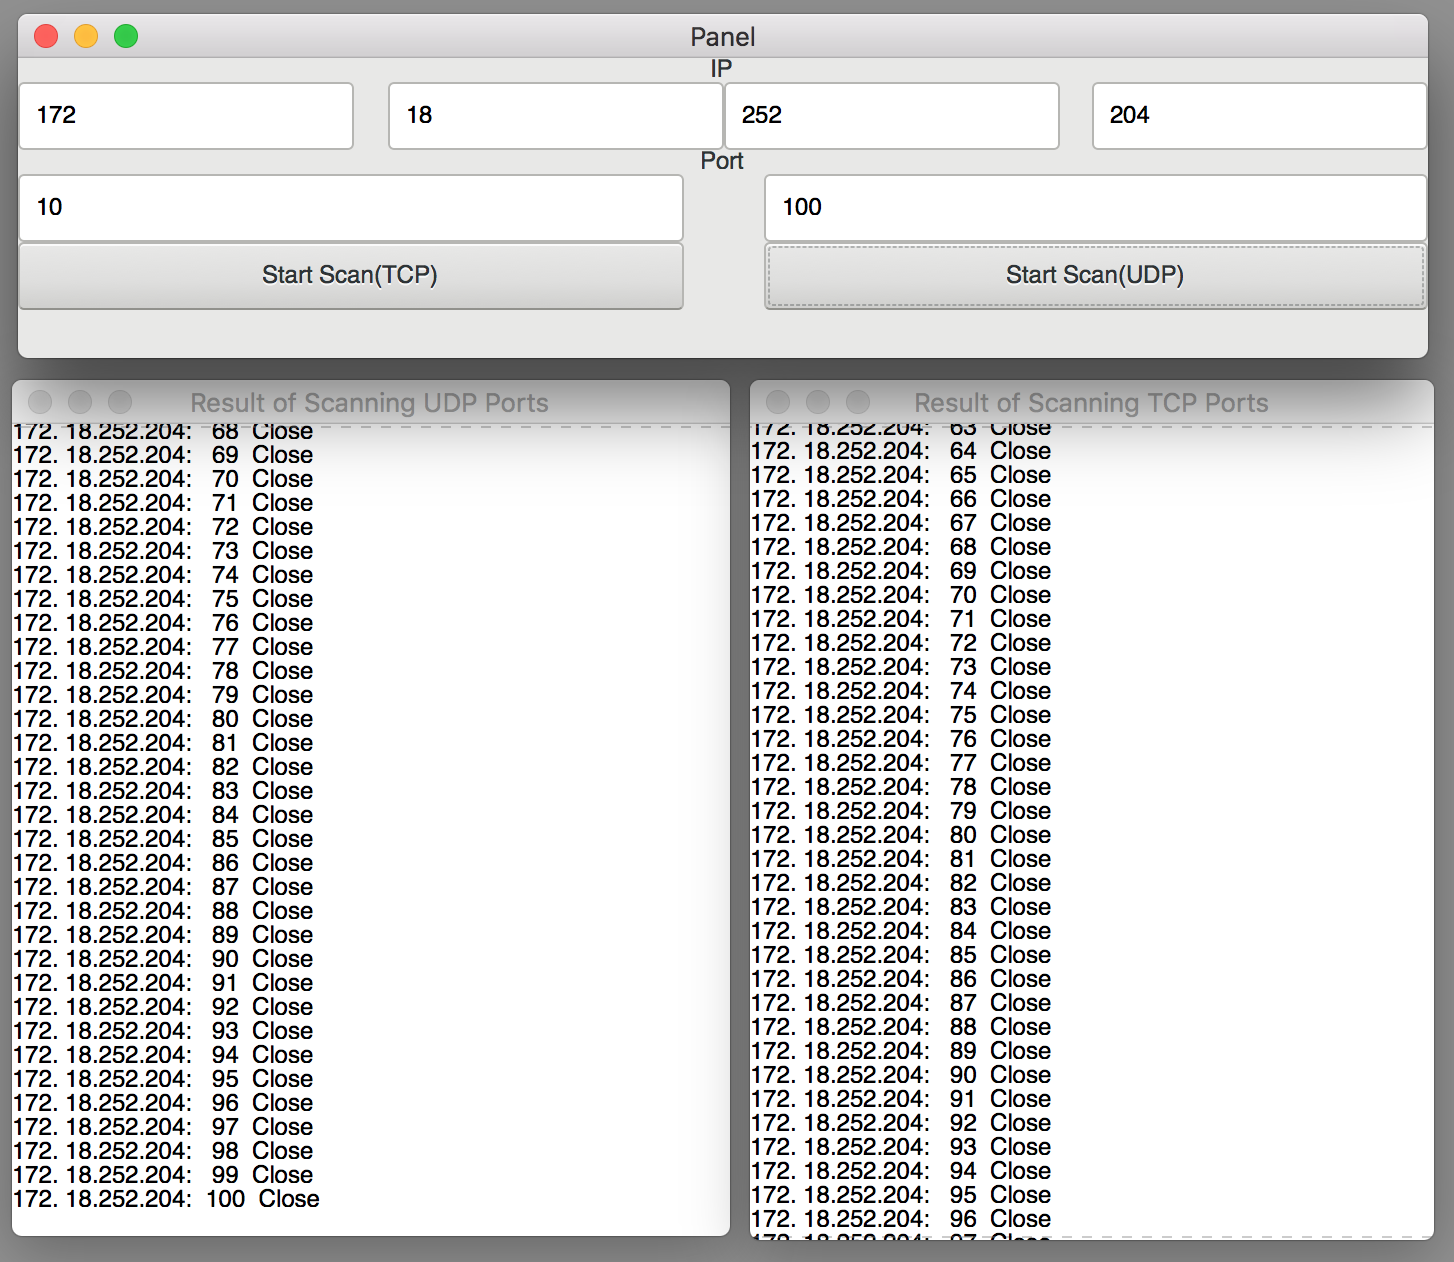 Panel
IP
172 18 252 204
Port
10 100
Start Scan(TCP) Start Scan(UDP)
Result of Scanning UDP Ports
172. 18.252.204: 68 Close
172. 18.252.204: 69 Close
172. 18.252.204: 70 Close
172. 18.252.204: 71 Close
172. 18.252.204: 72 Close
172. 18.252.204: 73 Close
172. 18.252.204: 74 Close
172. 18.252.204: 75 Close
172. 18.252.204: 76 Close
172. 18.252.204: 77 Close
172. 18.252.204: 78 Close
172. 18.252.204: 79 Close
172. 18.252.204: 80 Close
172. 18.252.204: 81 Close
172. 18.252.204: 82 Close
172. 18.252.204: 83 Close
172. 18.252.204: 84 Close
172. 18.252.204: 85 Close
172. 18.252.204: 86 Close
172. 18.252.204: 87 Close
172. 18.252.204: 88 Close
172. 18.252.204: 89 Close
172. 18.252.204: 90 Close
172. 18.252.204: 91 Close
172. 18.252.204: 92 Close
172. 18.252.204: 93 Close
172. 18.252.204: 94 Close
172. 18.252.204: 95 Close
172. 18.252.204: 96 Close
172. 18.252.204: 97 Close
172. 18.252.204: 98 Close
172. 18.252.204: 99 Close
172. 18.252.204: 100 Close
Result of Scanning TCP Ports
172. 18.252.204: 63 Close
172. 18.252.204: 64 Close
172. 18.252.204: 65 Close
172. 18.252.204: 66 Close
172. 18.252.204: 67 Close
172. 18.252.204: 68 Close
172. 18.252.204: 69 Close
172. 18.252.204: 70 Close
172. 18.252.204: 71 Close
172. 18.252.204: 72 Close
172. 18.252.204: 73 Close
172. 18.252.204: 74 Close
172. 18.252.204: 75 Close
172. 18.252.204: 76 Close
172. 18.252.204: 77 Close
172. 18.252.204: 78 Close
172. 18.252.204: 79 Close
172. 18.252.204: 80 Close
172. 18.252.204: 81 Close
172. 18.252.204: 82 Close
172. 18.252.204: 83 Close
172. 18.252.204: 84 Close
172. 18.252.204: 85 Close
172. 18.252.204: 86 Close
172. 18.252.204: 87 Close
172. 18.252.204: 88 Close
172. 18.252.204: 89 Close
172. 18.252.204: 90 Close
172. 18.252.204: 91 Close
172. 18.252.204: 92 Close
172. 18.252.204: 93 Close
172. 18.252.204: 94 Close
172. 18.252.204: 95 Close
172. 18.252.204: 96 Close
172. 18.252.204: 97 Close